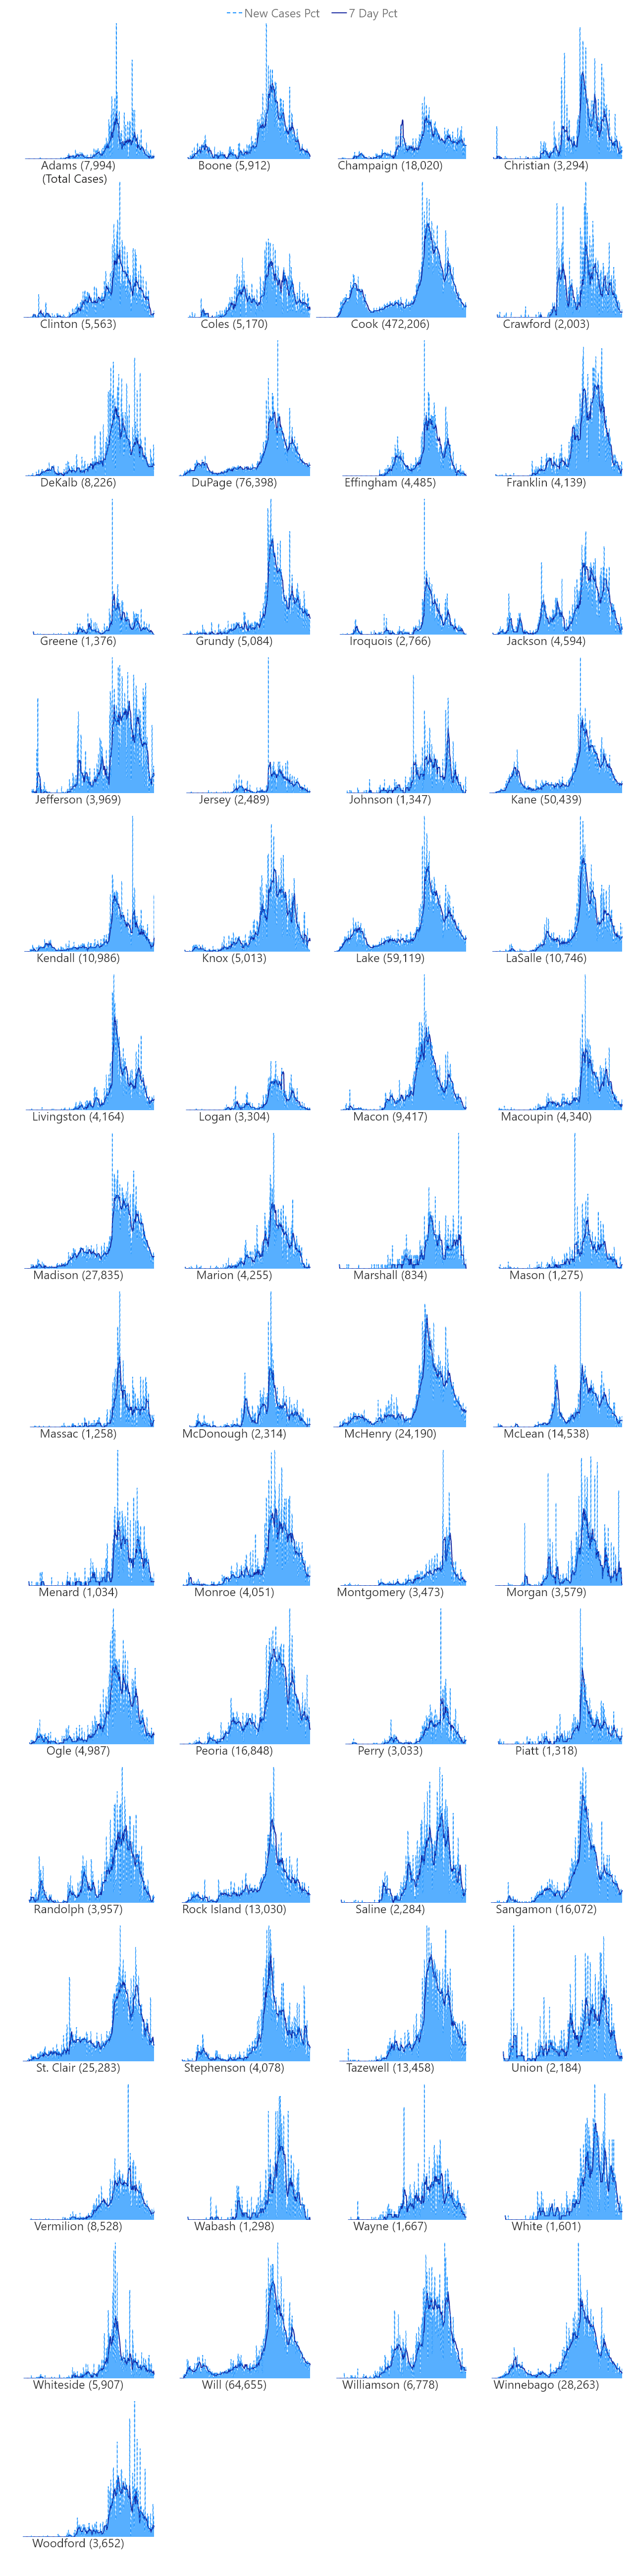 New Cases Pct 7 Day Pct
Adams (7,994) Boone (5,912) Champaign (18,020) Christian (3,294)
(Total Cases)
Clinton (5,563) Coles (5,170) Cook (472,206) Crawford (2,003)
DeKalb (8,226) DuPage (76,398) Effingham (4,485) Franklin (4,139)
Greene (1,376) Grundy (5,084) Iroquois (2,766) Jackson (4,594)
Jefferson (3,969) Jersey (2,489) Johnson (1,347) Kane (50,439)
Kendall (10,986) Knox (5,013) Lake (59,119) LaSalle (10,746)
Livingston (4,164) Logan (3,304) Macon (9,417) Macoupin (4,340)
Madison (27,835) Marion (4,255) Marshall (834) Mason (1,275)
Massac (1,258) McDonough (2,314) McHenry (24,190) McLean (14,538)
Menard (1,034) Monroe (4,051) Montgomery (3,473) Morgan (3,579)
Ogle (4,987) Peoria (16,848) Perry (3,033) Piatt (1,318)
Randolph (3,957) Rock Island (13,030) Saline (2,284) Sangamon (16,072)
St. Clair (25,283) Stephenson (4,078) Tazewell (13,458) Union (2,184)
Vermilion (8,528) Wabash (1,298) Wayne (1,667) White (1,601)
Whiteside (5,907) Will (64,655) Williamson (6,778) Winnebago (28,263)
Woodford (3,652)